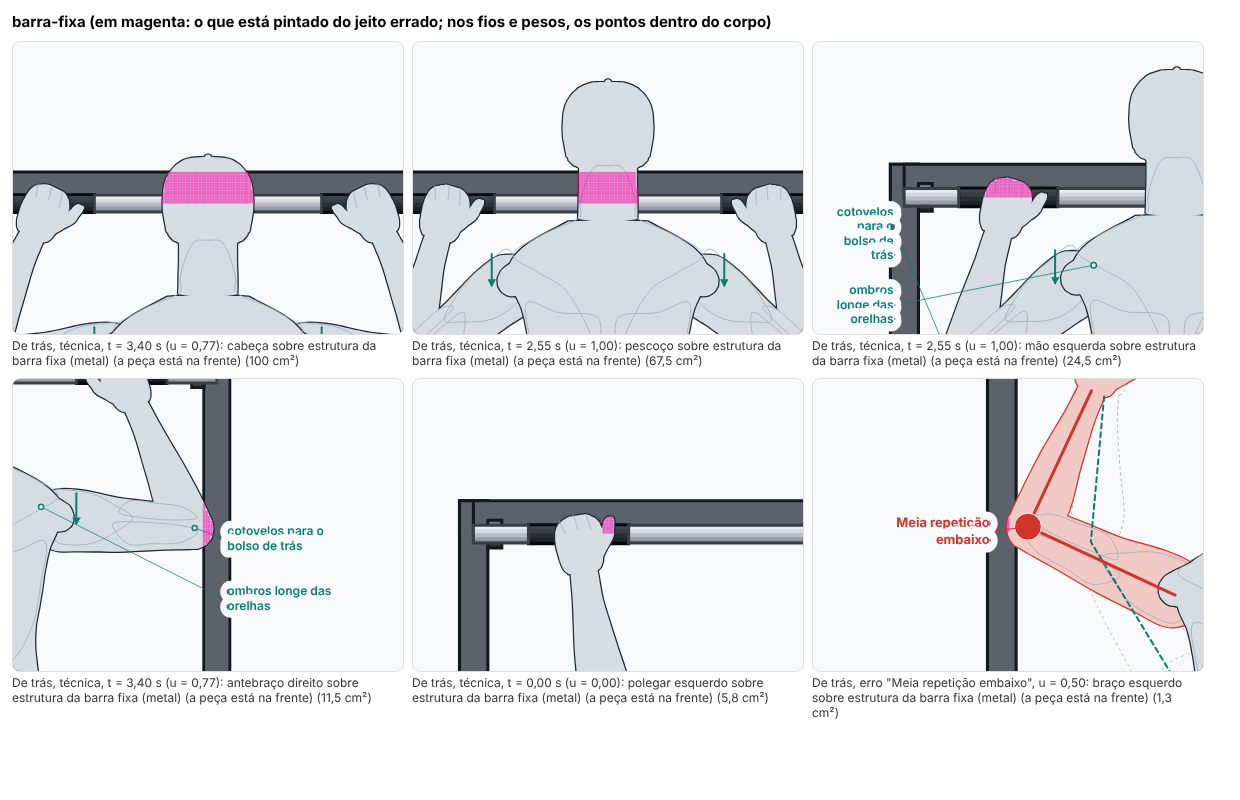 barra-fixa (em magenta: o que está pintado do jeito errado; nos fios e pesos, os pontos dentro do corpo)
cotovelos
para o
bolso de
trás
ombros
longe das
orelhas
De trás, técnica, t = 3,40 s (u = 0,77): cabeça sobre estrutura da
barra fixa (metal) (a peça está na frente) (100 cm²)
De trás, técnica, t = 2,55 s (u = 1,00): pescoço sobre estrutura da
barra fixa (metal) (a peça está na frente) (67,5 cm²)
De trás, técnica, t = 2,55 s (u = 1,00): mão esquerda sobre estrutura
da barra fixa (metal) (a peça está na frente) (24,5 cm²)
cotovelos para o
bolso de trás
ombros longe das
orelhas
Meia repetição
embaixo
De trás, técnica, t = 3,40 s (u = 0,77): antebraço direito sobre
estrutura da barra fixa (metal) (a peça está na frente) (11,5 cm²)
De trás, técnica, t = 0,00 s (u = 0,00): polegar esquerdo sobre
estrutura da barra fixa (metal) (a peça está na frente) (5,8 cm²)
De trás, erro "Meia repetição embaixo", u = 0,50: braço esquerdo
sobre estrutura da barra fixa (metal) (a peça está na frente) (1,3
cm²)